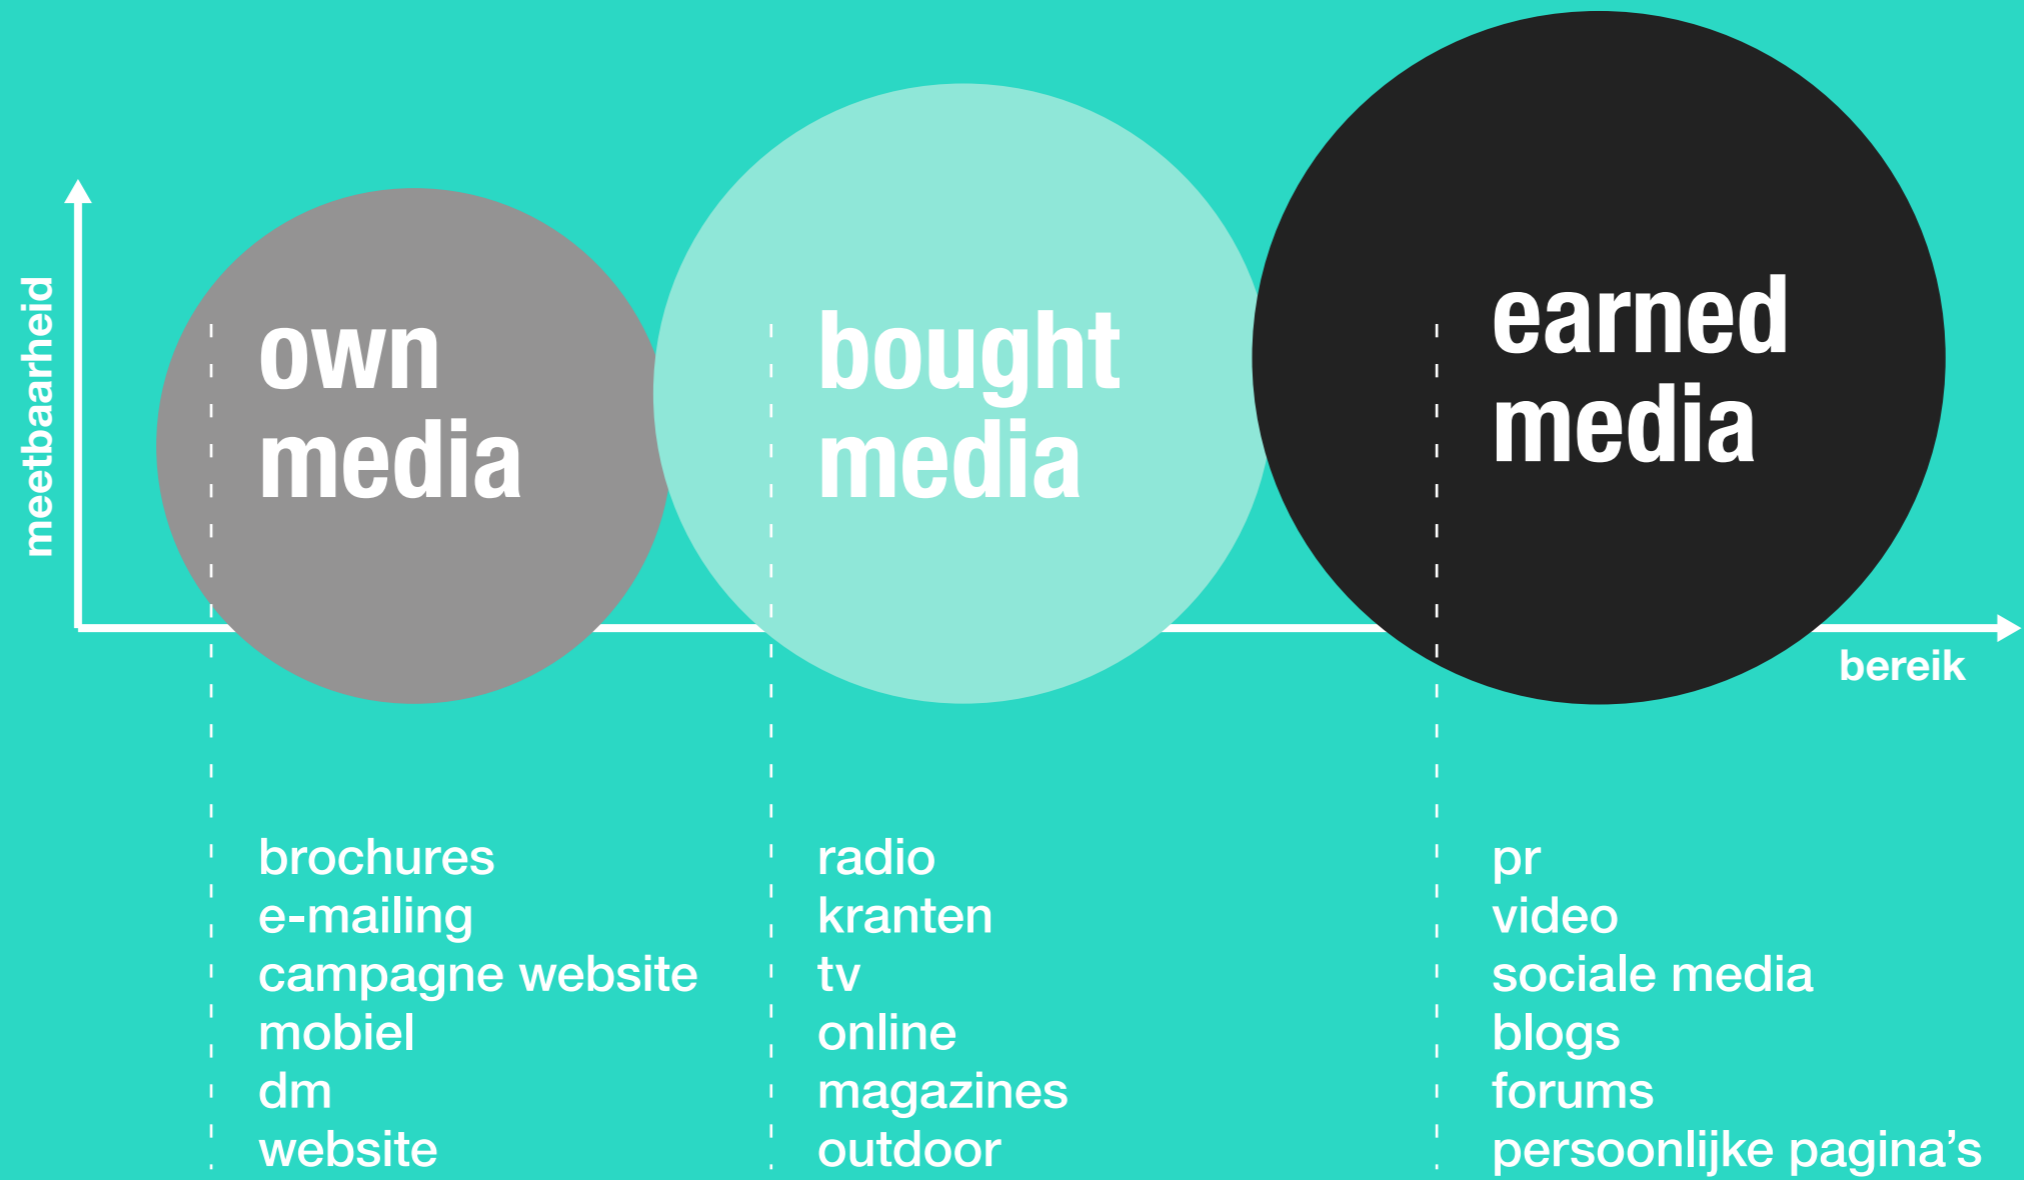 meetbaarheid
own
media
bought
media
earned
media
bereik
brochures
e-mailing
campagne website
mobiel
dm
website
radio
kranten
tv
online
magazines
outdoor
pr
video
sociale media
blogs
forums
persoonlijke pagina’s